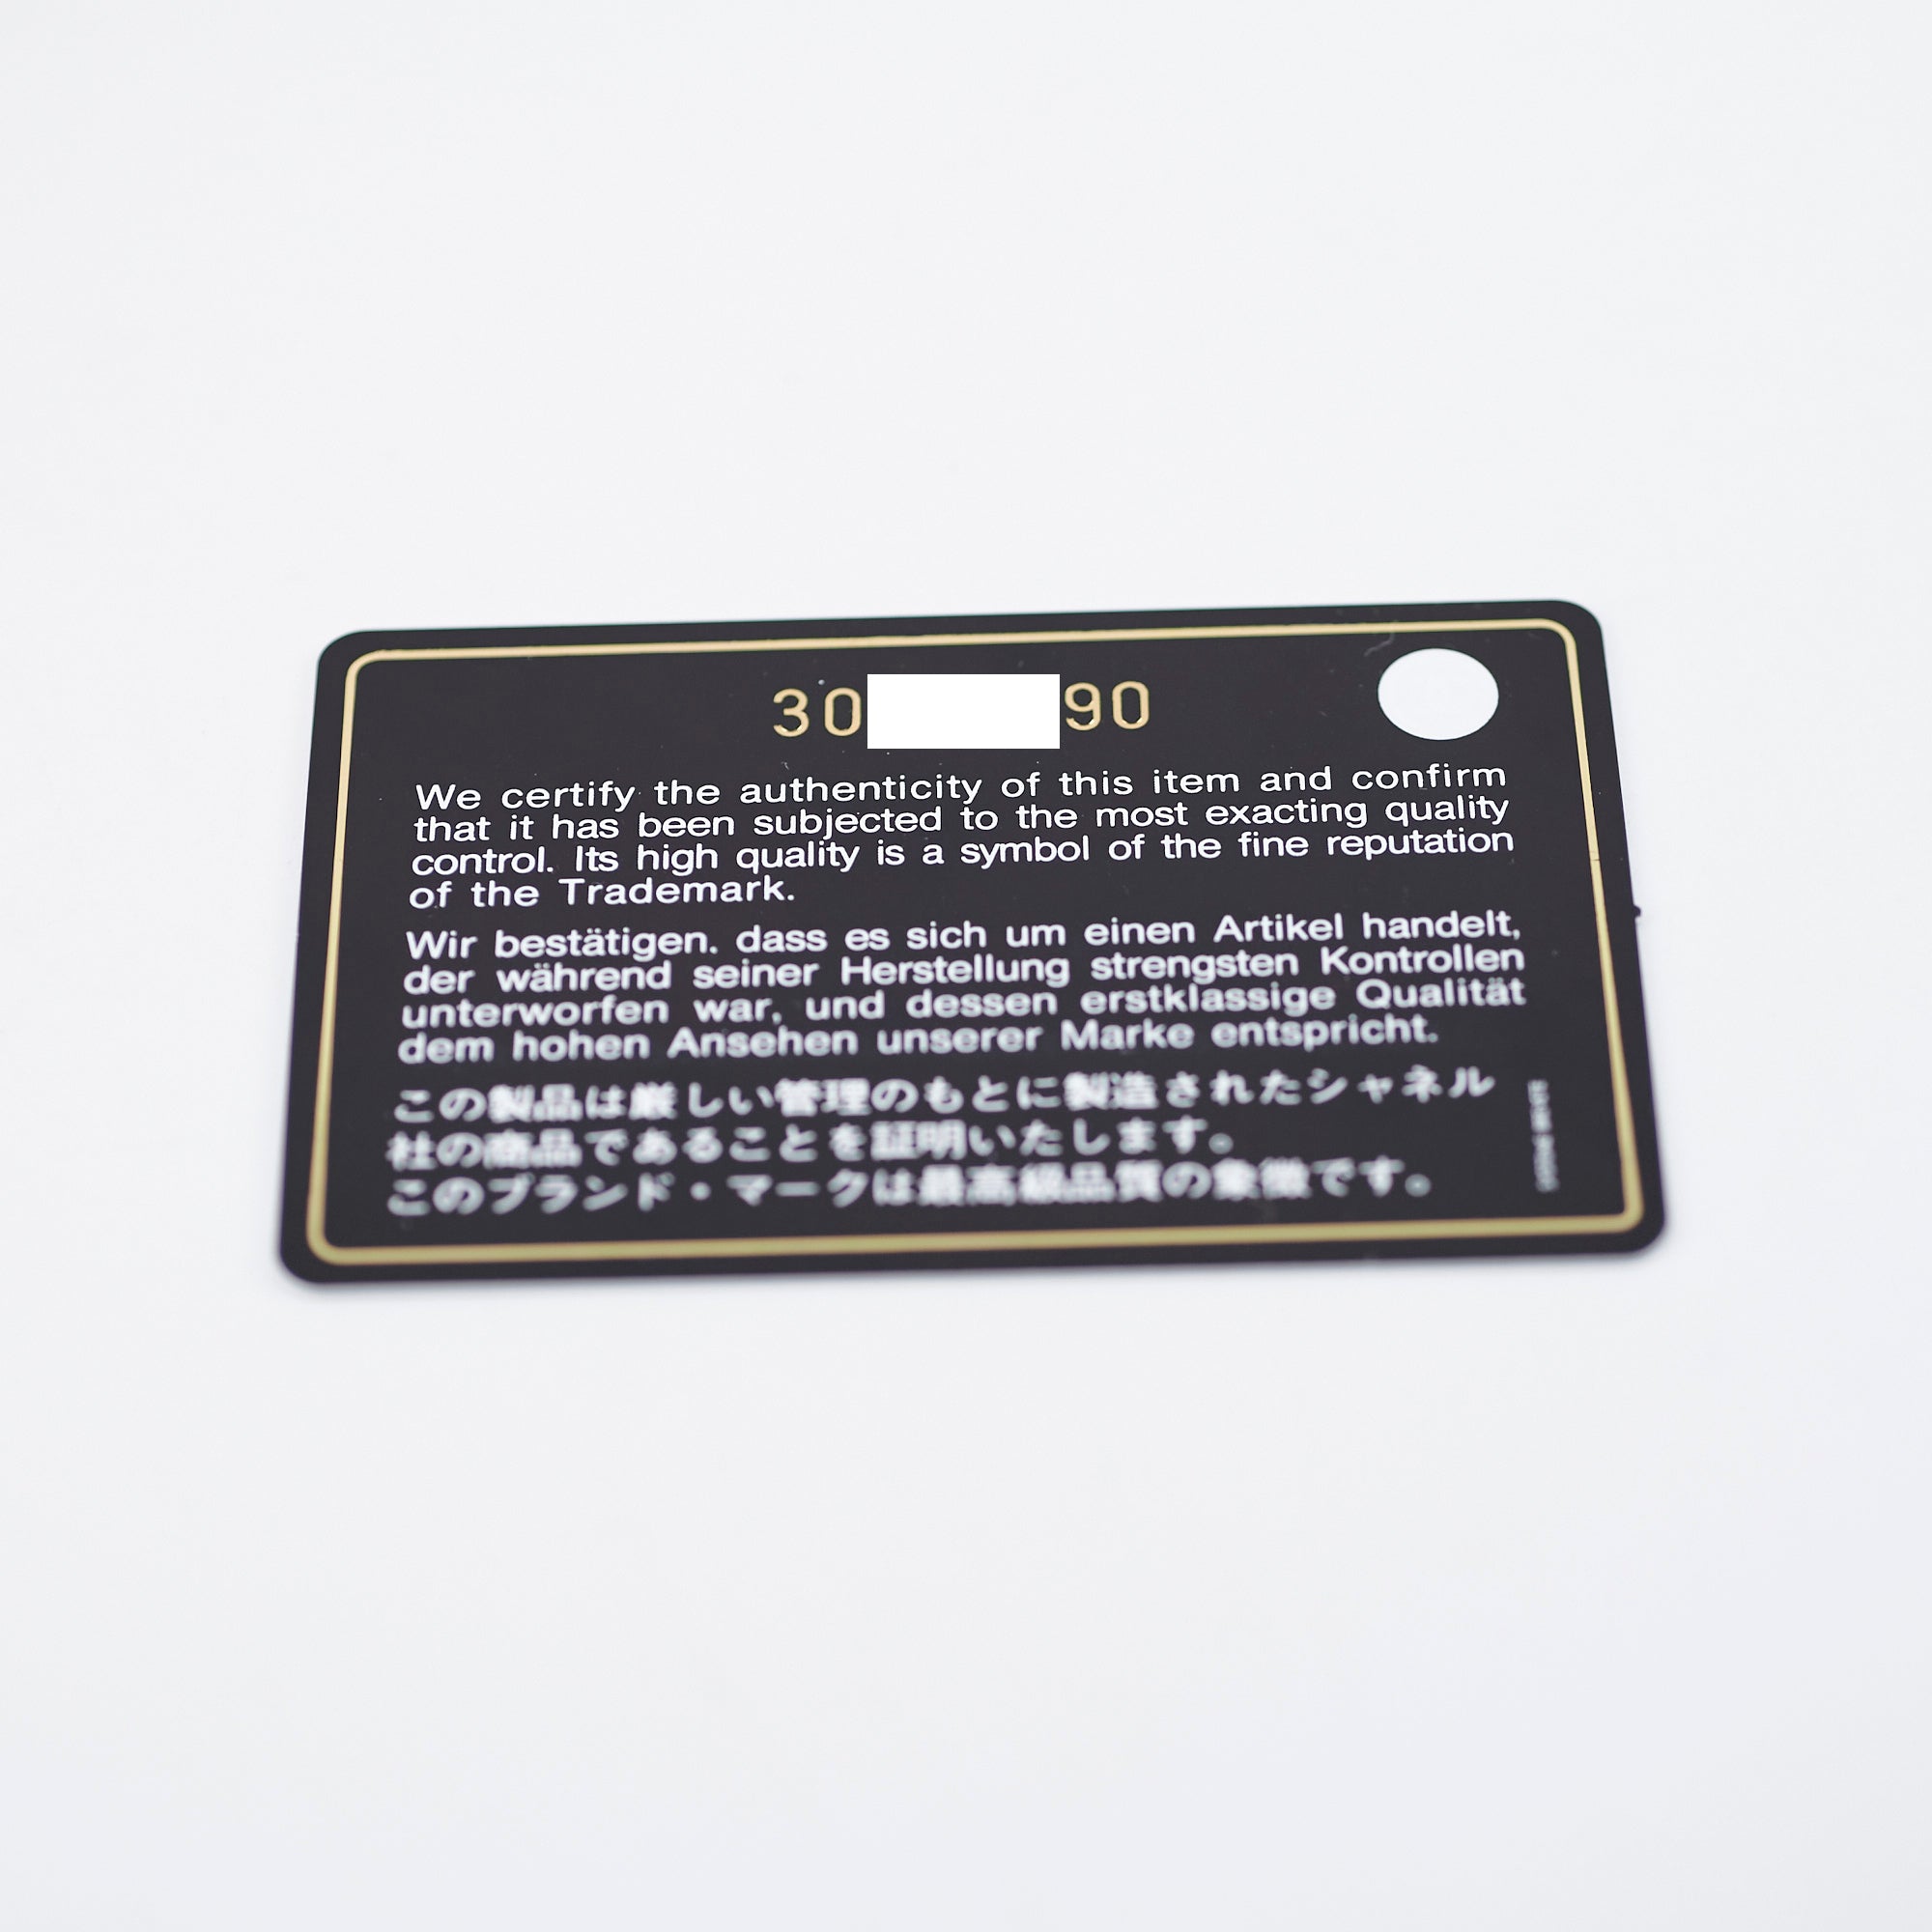 30 90
We certify the authenticity of this item and confirm
that it has been subjected to the most exacting quality
control. Its high quality is a symbol of the fine reputation
of the Trademark.
Wir bestätigen. dass es sich um einen Artikel handelt,
der während seiner Herstellung strengsten Kontrollen
unterworfen war, und dessen erstklassige Qualität
dem hohen Ansehen unserer Marke entspricht.
この製品は厳しい管理のもとに製造されたシャネル
社の商品であることを証明いたします。
このブランド・マークは最高級品質の象徴です。